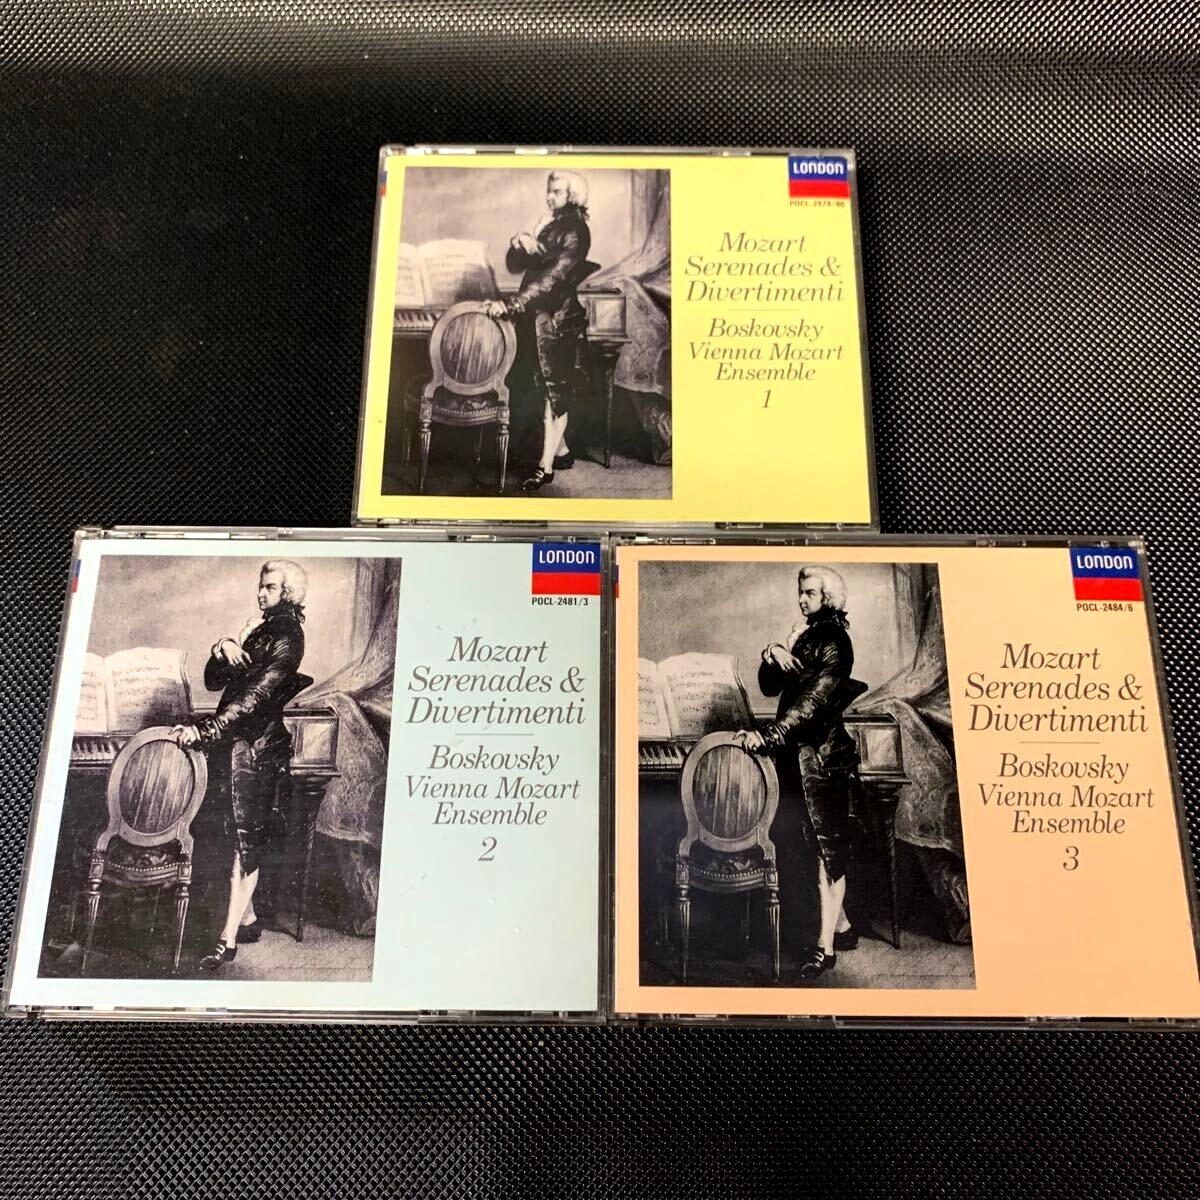 LONDON
POCL-2478/80
Mozart
Serenades &
Divertimenti
Boskovsky
Vienna Mozart
Ensemble
1
LONDON
POCL-2481/3
Mozart
Serenades &
Divertimenti
Boskovsky
Vienna Mozart
Ensemble
2
LONDON
POCL-2484/6
Mozart
Serenades &
Divertimenti
Boskovsky
Vienna Mozart
Ensemble
3